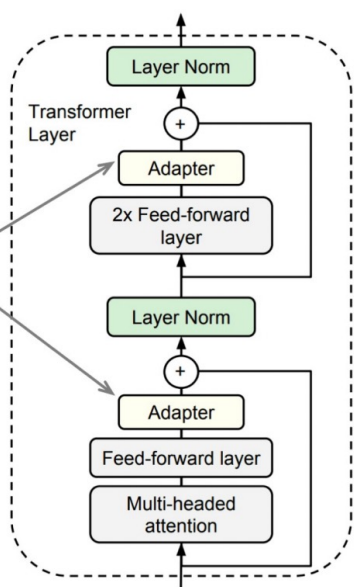 Layer Norm
Transformer
Layer
+
Adapter
2x Feed-forward
layer
Layer Norm
+
Adapter
Feed-forward layer
Multi-headed
attention